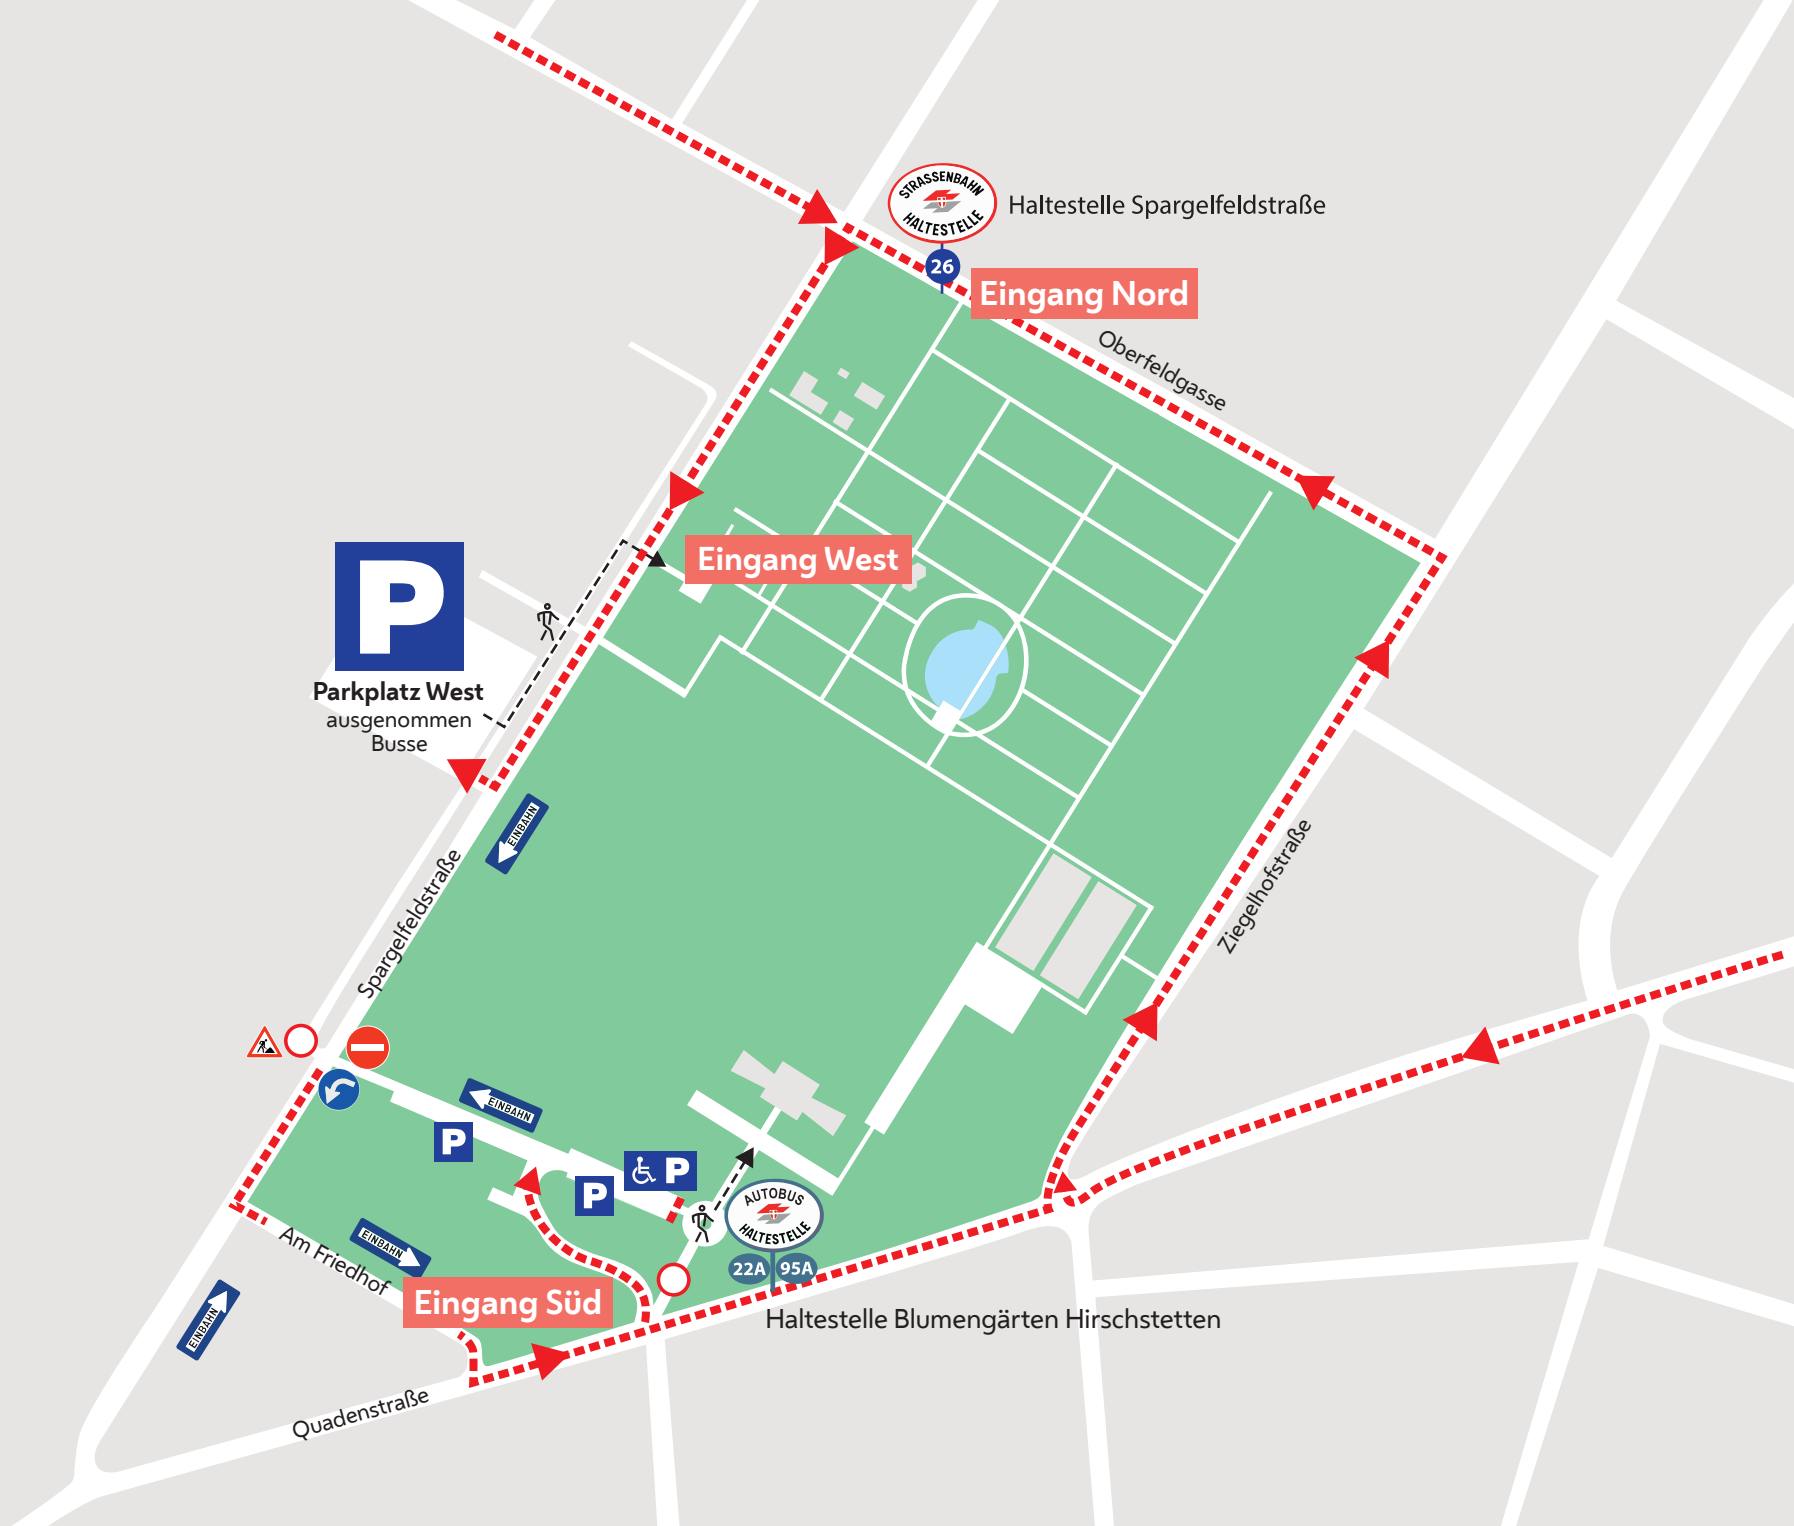 STRASSENBAHN
HALTESTELLE
Haltestelle Spargelfeldstraße
26
Eingang Nord
Oberfeldgasse
Eingang West
P
Parkplatz West
ausgenommen
Busse
EINBAHN
Spargelfeldstraße
Ziegelhofstraße
EINBAHN
P
P
P
AUTOBUS
HALTESTELLE
22A
95A
Am Friedhof
EINBAHN
Eingang Süd
EINBAHN
Haltestelle Blumengärten Hirschstetten
Quadenstraße